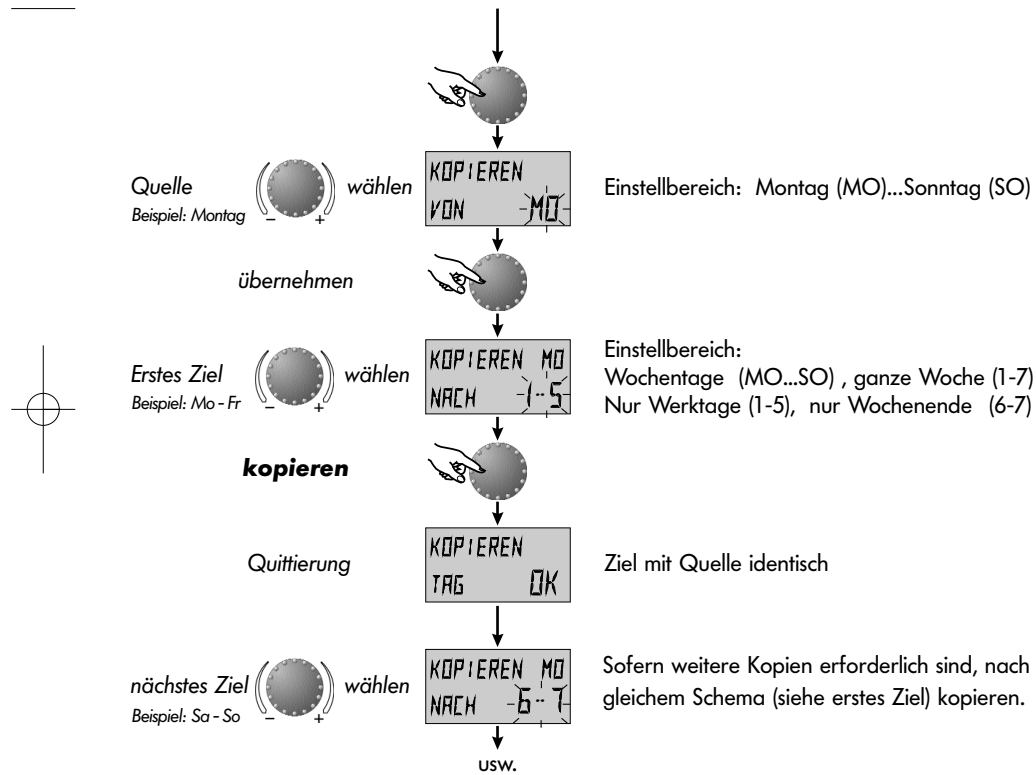 Quelle
Beispiel: Montag
– +
wählen
KOPIEREN
VON MO
Einstellbereich: Montag (MO)...Sonntag (SO)
übernehmen
Erstes Ziel
Beispiel: Mo - Fr
– +
wählen
KOPIEREN MO
NACH 1-5
Einstellbereich:
Wochentage (MO...SO) , ganze Woche (1-7)
Nur Werktage (1-5), nur Wochenende (6-7)
kopieren
Quittierung
KOPIEREN
TAG OK
Ziel mit Quelle identisch
nächstes Ziel
Beispiel: Sa - So
– +
wählen
KOPIEREN MO
NACH 6-7
Sofern weitere Kopien erforderlich sind, nach
gleichem Schema (siehe erstes Ziel) kopieren.
usw.